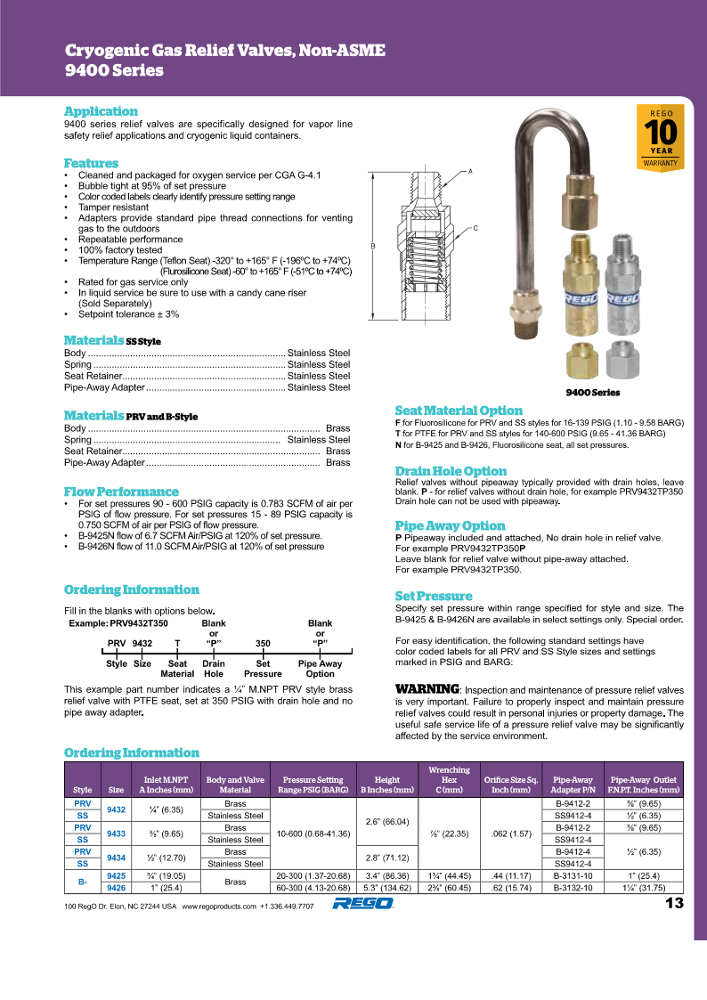 Cryogenic Gas Relief Valves, Non-ASME
9400 Series
Application
9400 series relief valves are specifically designed for vapor line
safety relief applications and cryogenic liquid containers.
Features
• Cleaned and packaged for oxygen service per CGA G-4.1
• Bubble tight at 95% of set pressure
• Color coded labels clearly identify pressure setting range
• Tamper resistant
• Adapters provide standard pipe thread connections for venting
gas to the outdoors
• Repeatable performance
• 100% factory tested
• Temperature Range (Teflon Seat) -320° to +165° F (-196ºC to +74ºC)
(Flurosilicone Seat) -60° to +165° F (-51ºC to +74ºC)
• Rated for gas service only
• In liquid service be sure to use with a candy cane riser
(Sold Separately)
• Setpoint tolerance ± 3%
Materials SS Style
Body ........ Stainless Steel
Spring ........ Stainless Steel
Seat Retainer........ Stainless Steel
Pipe-Away Adapter........ Stainless Steel
Materials PRV and B-Style
Body ........ Brass
Spring ........ Stainless Steel
Seat Retainer........ Brass
Pipe-Away Adapter........ Brass
Flow Performance
• For set pressures 90 - 600 PSIG capacity is 0.783 SCFM of air per
PSIG of flow pressure. For set pressures 15 - 89 PSIG capacity is
0.750 SCFM of air per PSIG of flow pressure.
• B-9425N flow of 6.7 SCFM Air/PSIG at 120% of set pressure.
• B-9426N flow of 11.0 SCFM Air/PSIG at 120% of set pressure
Ordering Information
Fill in the blanks with options below.
Example: PRV9432T350 Blank Blank
or or
PRV 9432 T “P” 350 “P”
Style Size Seat Drain Set Pipe Away
Material Hole Pressure Option
This example part number indicates a ¼” M.NPT PRV style brass
relief valve with PTFE seat, set at 350 PSIG with drain hole and no
pipe away adapter.
A
B
C
REGO
10
YEAR
WARRANTY
REGO
REGO
9400 Series
Seat Material Option
F for Fluorosilicone for PRV and SS styles for 16-139 PSIG (1.10 - 9.58 BARG)
T for PTFE for PRV and SS styles for 140-600 PSIG (9.65 - 41.36 BARG)
N for B-9425 and B-9426, Fluorosilicone seat, all set pressures.
Drain Hole Option
Relief valves without pipeaway typically provided with drain holes, leave
blank. P - for relief valves without drain hole, for example PRV9432TP350
Drain hole can not be used with pipeaway.
Pipe Away Option
P Pipeaway included and attached, No drain hole in relief valve.
For example PRV9432TP350P
Leave blank for relief valve without pipe-away attached.
For example PRV9432TP350.
Set Pressure
Specify set pressure within range specified for style and size. The
B-9425 & B-9426N are available in select settings only. Special order.
For easy identification, the following standard settings have
color coded labels for all PRV and SS Style sizes and settings
marked in PSIG and BARG:
WARNING: Inspection and maintenance of pressure relief valves
is very important. Failure to properly inspect and maintain pressure
relief valves could result in personal injuries or property damage. The
useful safe service life of a pressure relief valve may be significantly
affected by the service environment.
Ordering Information
Style Size Inlet M.NPT A Inches (mm) Body and Valve Material Pressure Setting Range PSIG (BARG) Height B Inches (mm) Wrenching Hex C (mm) Orifice Size Sq. Inch (mm) Pipe-Away Adapter P/N Pipe-Away Outlet F.N.P.T. Inches (mm)
PRV 9432 ¼” (6.35) Brass 10-600 (0.68-41.36) 2.6” (66.04) ⅞” (22.35) .062 (1.57) B-9412-2 ⅜” (9.65)
SS Stainless Steel SS9412-4 ½” (6.35)
PRV 9433 ⅜” (9.65) Brass B-9412-2 ⅜” (9.65)
SS Stainless Steel SS9412-4 ½” (6.35)
PRV 9434 ½” (12.70) Brass 2.8” (71.12) B-9412-4
SS Stainless Steel SS9412-4
B- 9425 ¾” (19.05) Brass 20-300 (1.37-20.68) 3.4” (86.36) 1¾” (44.45) .44 (11.17) B-3131-10 1” (25.4)
9426 1” (25.4) 60-300 (4.13-20.68) 5.3” (134.62) 2⅜” (60.45) .62 (15.74) B-3132-10 1¼” (31.75)
100 RegO Dr. Elon, NC 27244 USA www.regoproducts.com +1.336.449.7707 REGO 13